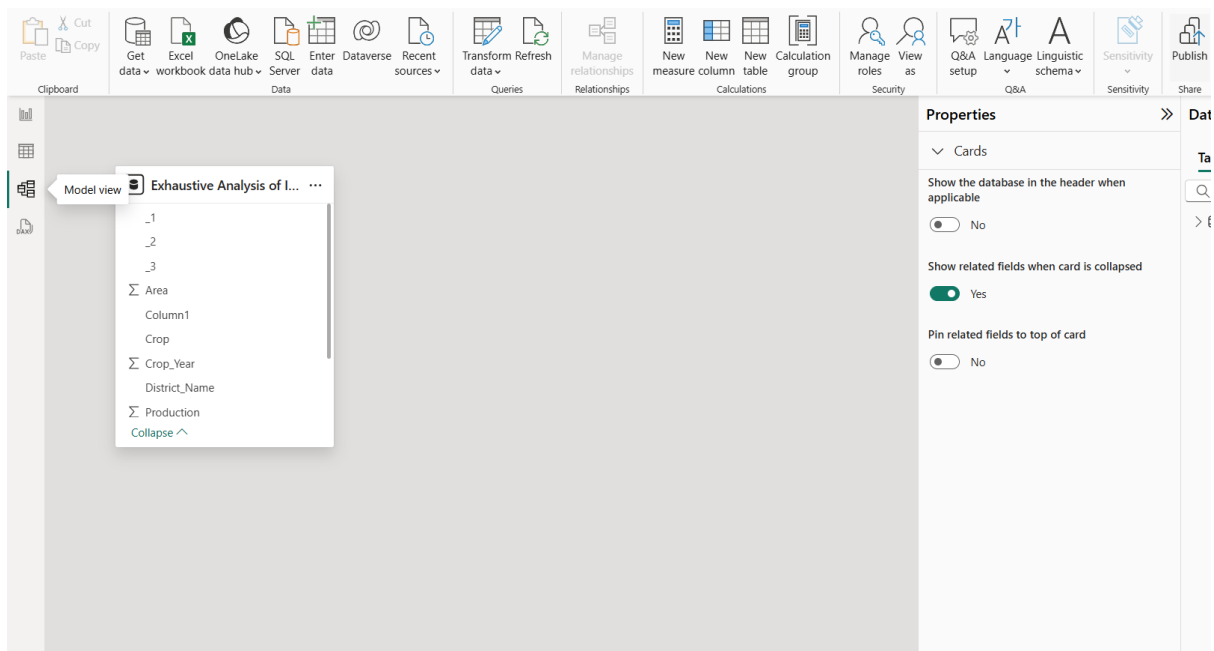 Cut
Copy
Paste
Clipboard
Get data
Excel workbook
OneLake data hub
SQL Server
Enter data
Dataverse
Recent sources
Data
Transform data
Refresh
Queries
Manage relationships
Relationships
New measure
New column
New table
Calculation group
Calculations
Manage roles
View as
Security
Q&A setup
Language
Linguistic schema
Q&A
Sensitivity
Sensitivity
Publish
Share
Model view
DAX
Exhaustive Analysis of I... ...
_1
_2
_3
Area
Column1
Crop
Crop_Year
District_Name
Production
Collapse
Properties
Cards
Show the database in the header when
applicable
No
Show related fields when card is collapsed
Yes
Pin related fields to top of card
No
Dat
Ta